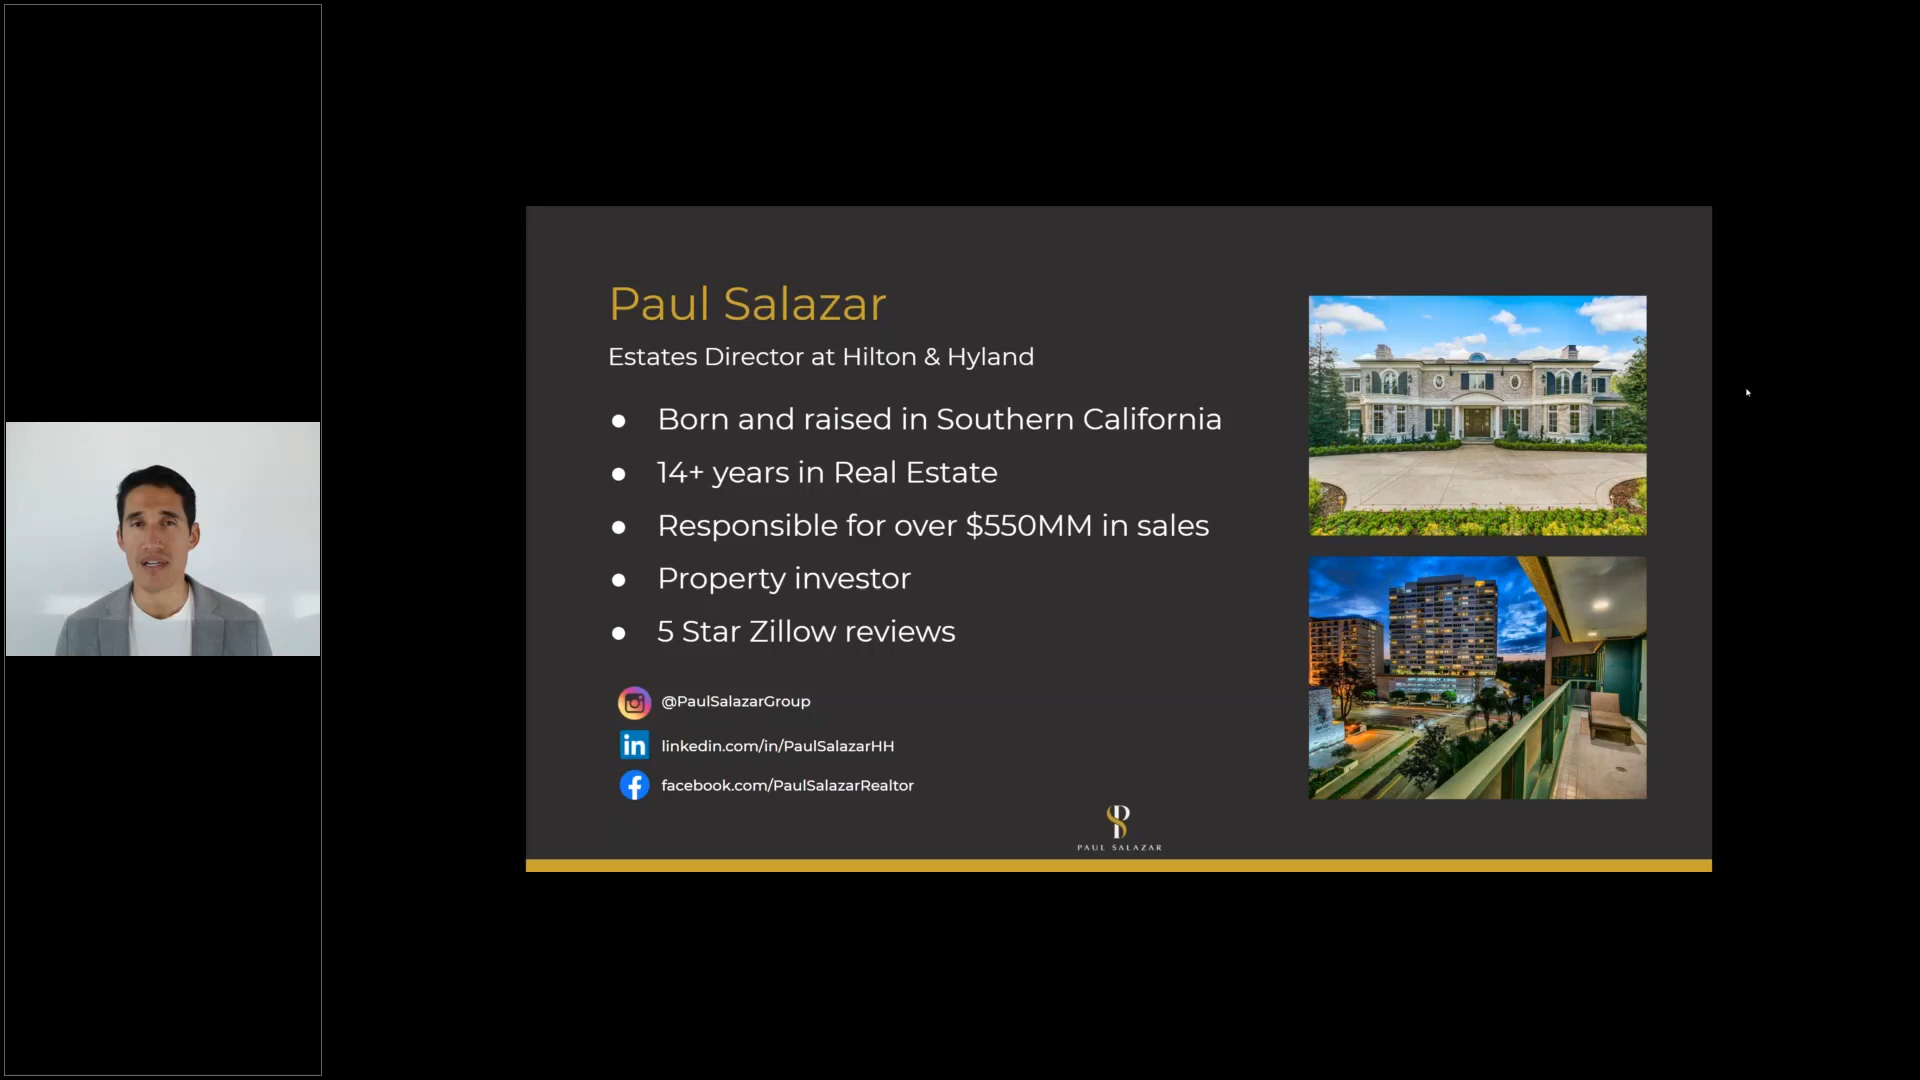 Paul Salazar
Estates Director at Hilton & Hyland
● Born and raised in Southern California
● 14+ years in Real Estate
● Responsible for over $550MM in sales
● Property investor
● 5 Star Zillow reviews
@PaulSalazarGroup
in linkedin.com/in/PaulSalazarHH
f facebook.com/PaulSalazarRealtor
PAUL SALAZAR